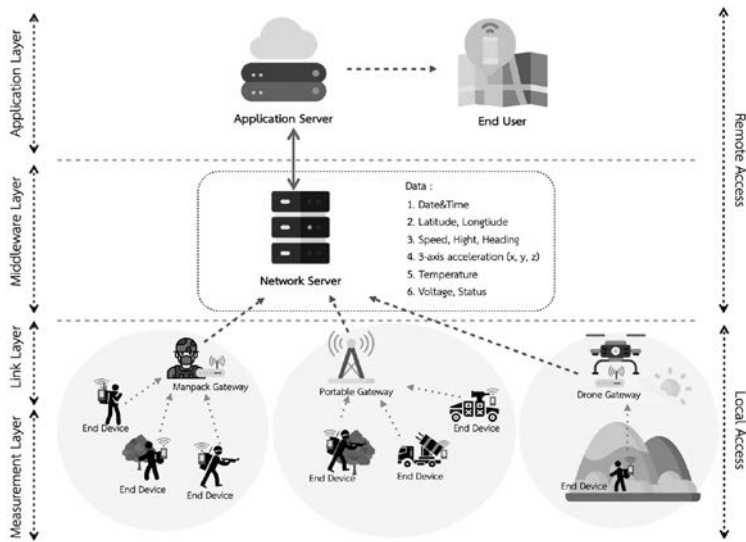 Application Layer
Application Server
End User
Remote Access
Middleware Layer
Network Server
Data :
1. Date&Time
2. Latitude, Longtiude
3. Speed, Hight, Heading
4. 3-axis acceleration (x, y, z)
5. Temperature
6. Voltage, Status
Link Layer
Manpack Gateway
Portable Gateway
Drone Gateway
Local Access
Measurement Layer
End Device
End Device
End Device
End Device
End Device
End Device
End Device